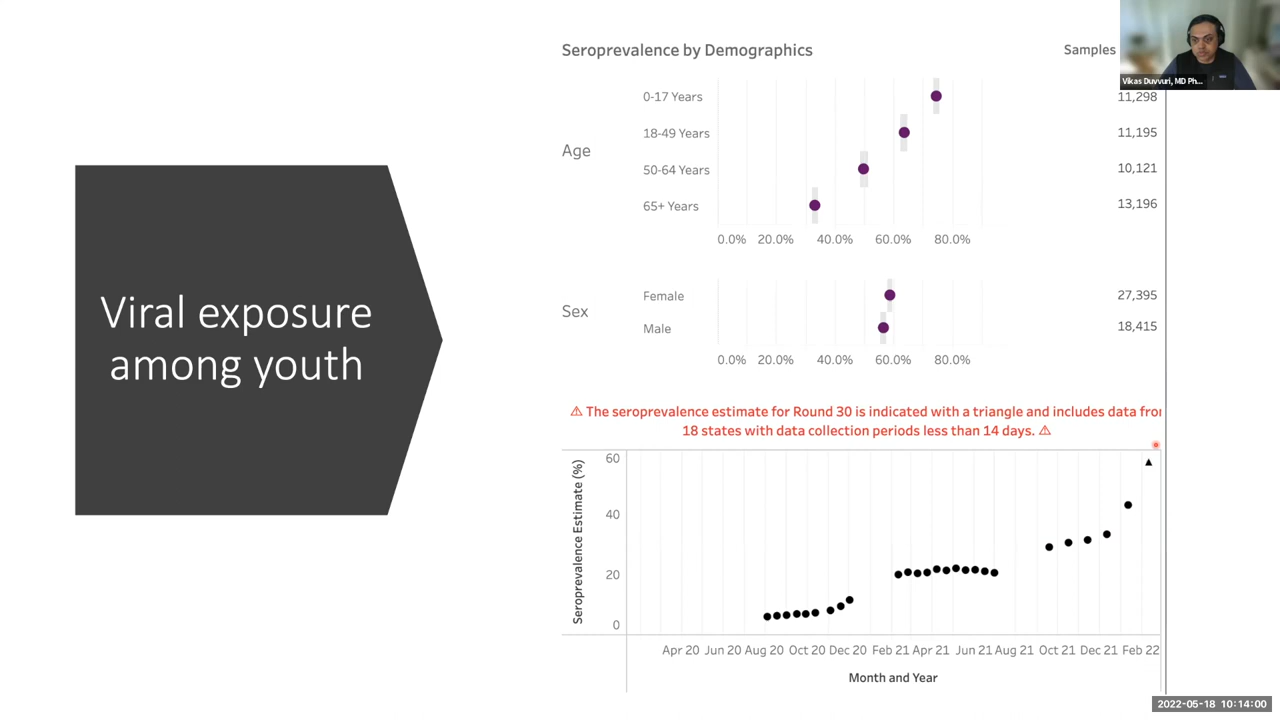 Viral exposure
among youth
Seroprevalence by Demographics
Samples
Age
0-17 Years
11,298
18-49 Years
11,195
50-64 Years
10,121
65+ Years
13,196
0.0% 20.0% 40.0% 60.0% 80.0%
Sex
Female
27,395
Male
18,415
0.0% 20.0% 40.0% 60.0% 80.0%
⚠ The seroprevalence estimate for Round 30 is indicated with a triangle and includes data from
18 states with data collection periods less than 14 days. ⚠
Seroprevalence Estimate (%)
60
40
20
0
Apr 20 Jun 20 Aug 20 Oct 20 Dec 20 Feb 21 Apr 21 Jun 21 Aug 21 Oct 21 Dec 21 Feb 22
Month and Year
Vikas Duvvuri, MD Ph...
2022-05-18 10:14:00